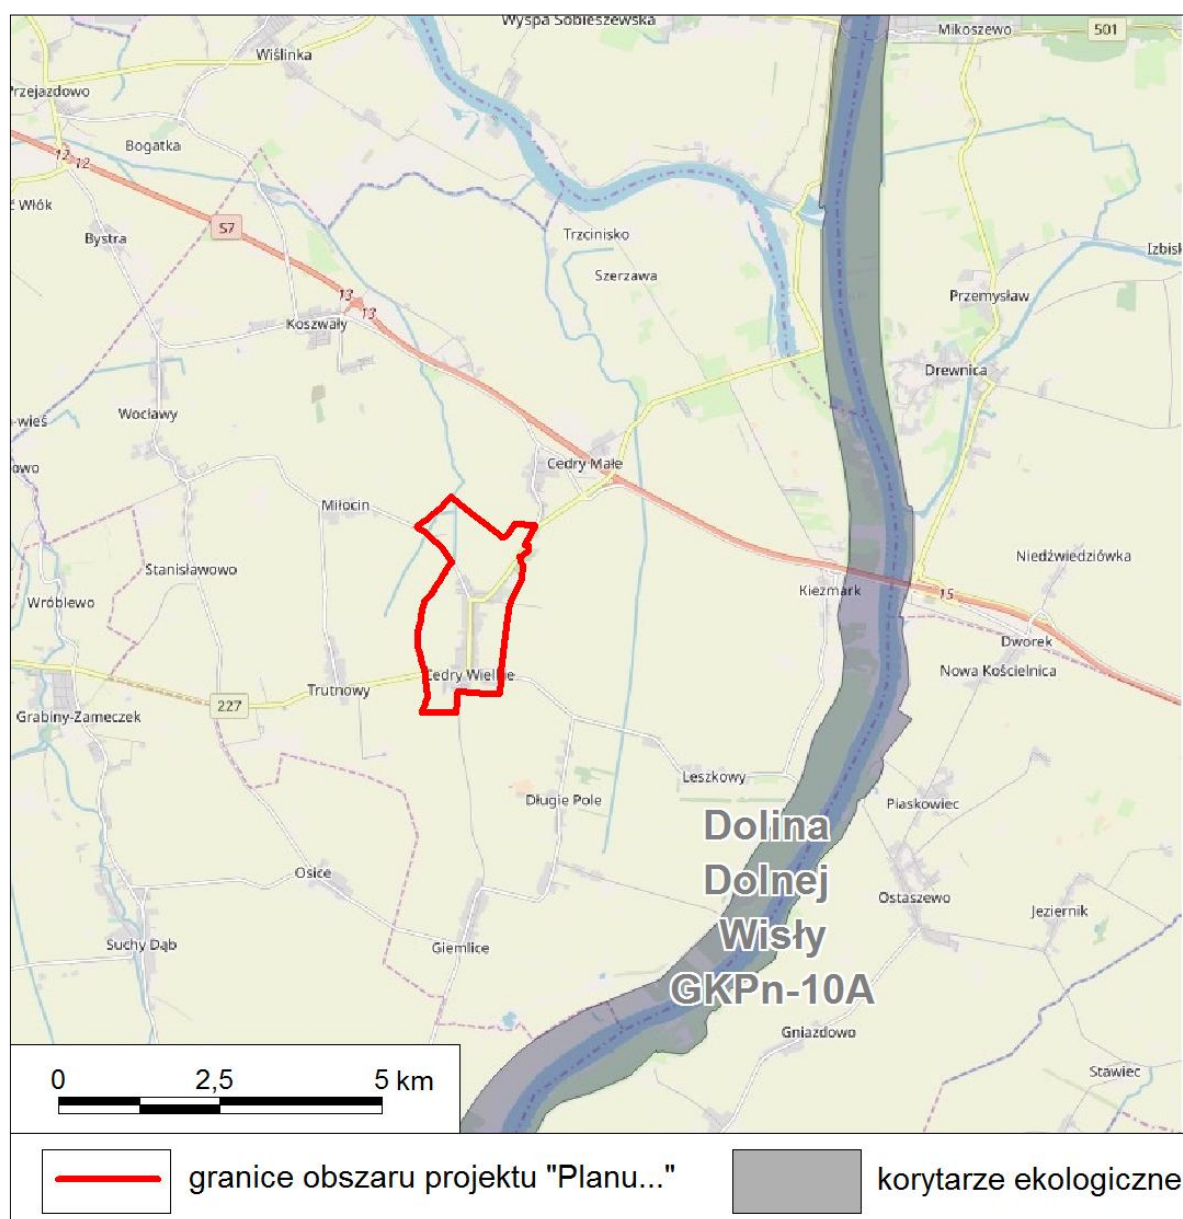 Wyspa Sobieszewska
Mikoszewo
501
Wiślinka
Przejazdowo
Bogatka
12
12
ć Włók
S7
Bystra
Trzcinisko
Izbisk
Szerzawa
13
13
Przemysław
Koszwały
Drewnica
Wocławy
-wieś
owo
Cedry Małe
Miłocin
Niedźwiedziówka
Stanisławowo
Kiezmark
15
Wróblewo
Dworek
Nowa Kościelnica
Cedry Wielkie
Trutnowy
227
Grabiny-Zameczek
Leszkowy
Długie Pole
Piaskowiec
Dolina
Dolnej
Wisły
GKPn-10A
Osice
Ostaszewo
Jeziernik
Suchy Dąb
Giemlice
Gniazdowo
Stawiec
0 2,5 5 km
granice obszaru projektu "Planu..."
korytarze ekologiczne